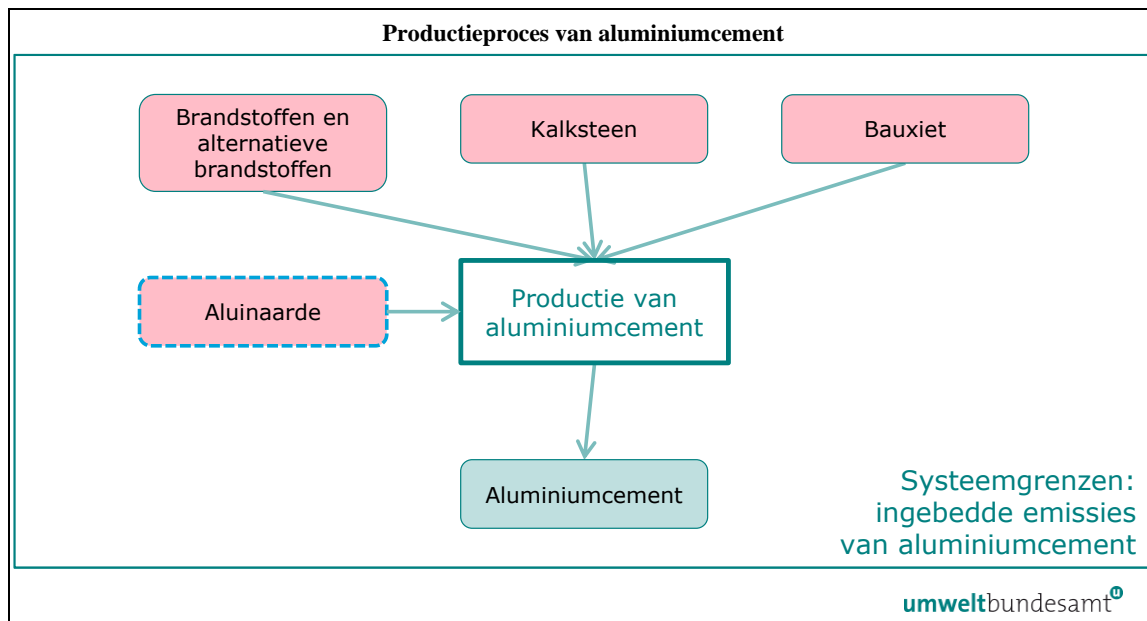 Productieproces van aluminiumcement
Brandstoffen en
alternatieve
brandstoffen
Kalksteen
Bauxiet
Aluinaarde
Productie van
aluminiumcement
Aluminiumcement
Systeemgrenzen:
ingebedde emissies
van aluminiumcement
umweltbundesamt
u